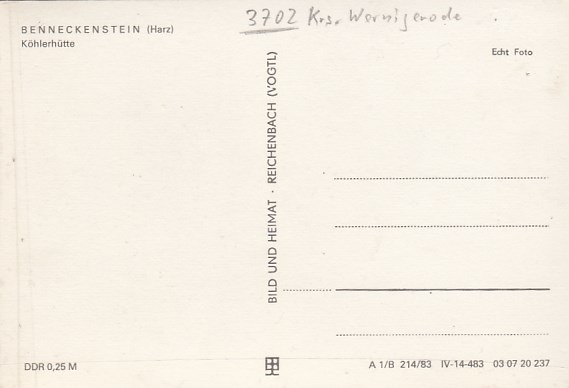 3702 Krs. Wernigerode
BENNECKENSTEIN (Harz)
Köhlerhütte
Echt Foto
BILD UND HEIMAT · REICHENBACH (VOGTL)
DDR 0,25 M
A 1/B 214/83 IV-14-483 03 07 20 237